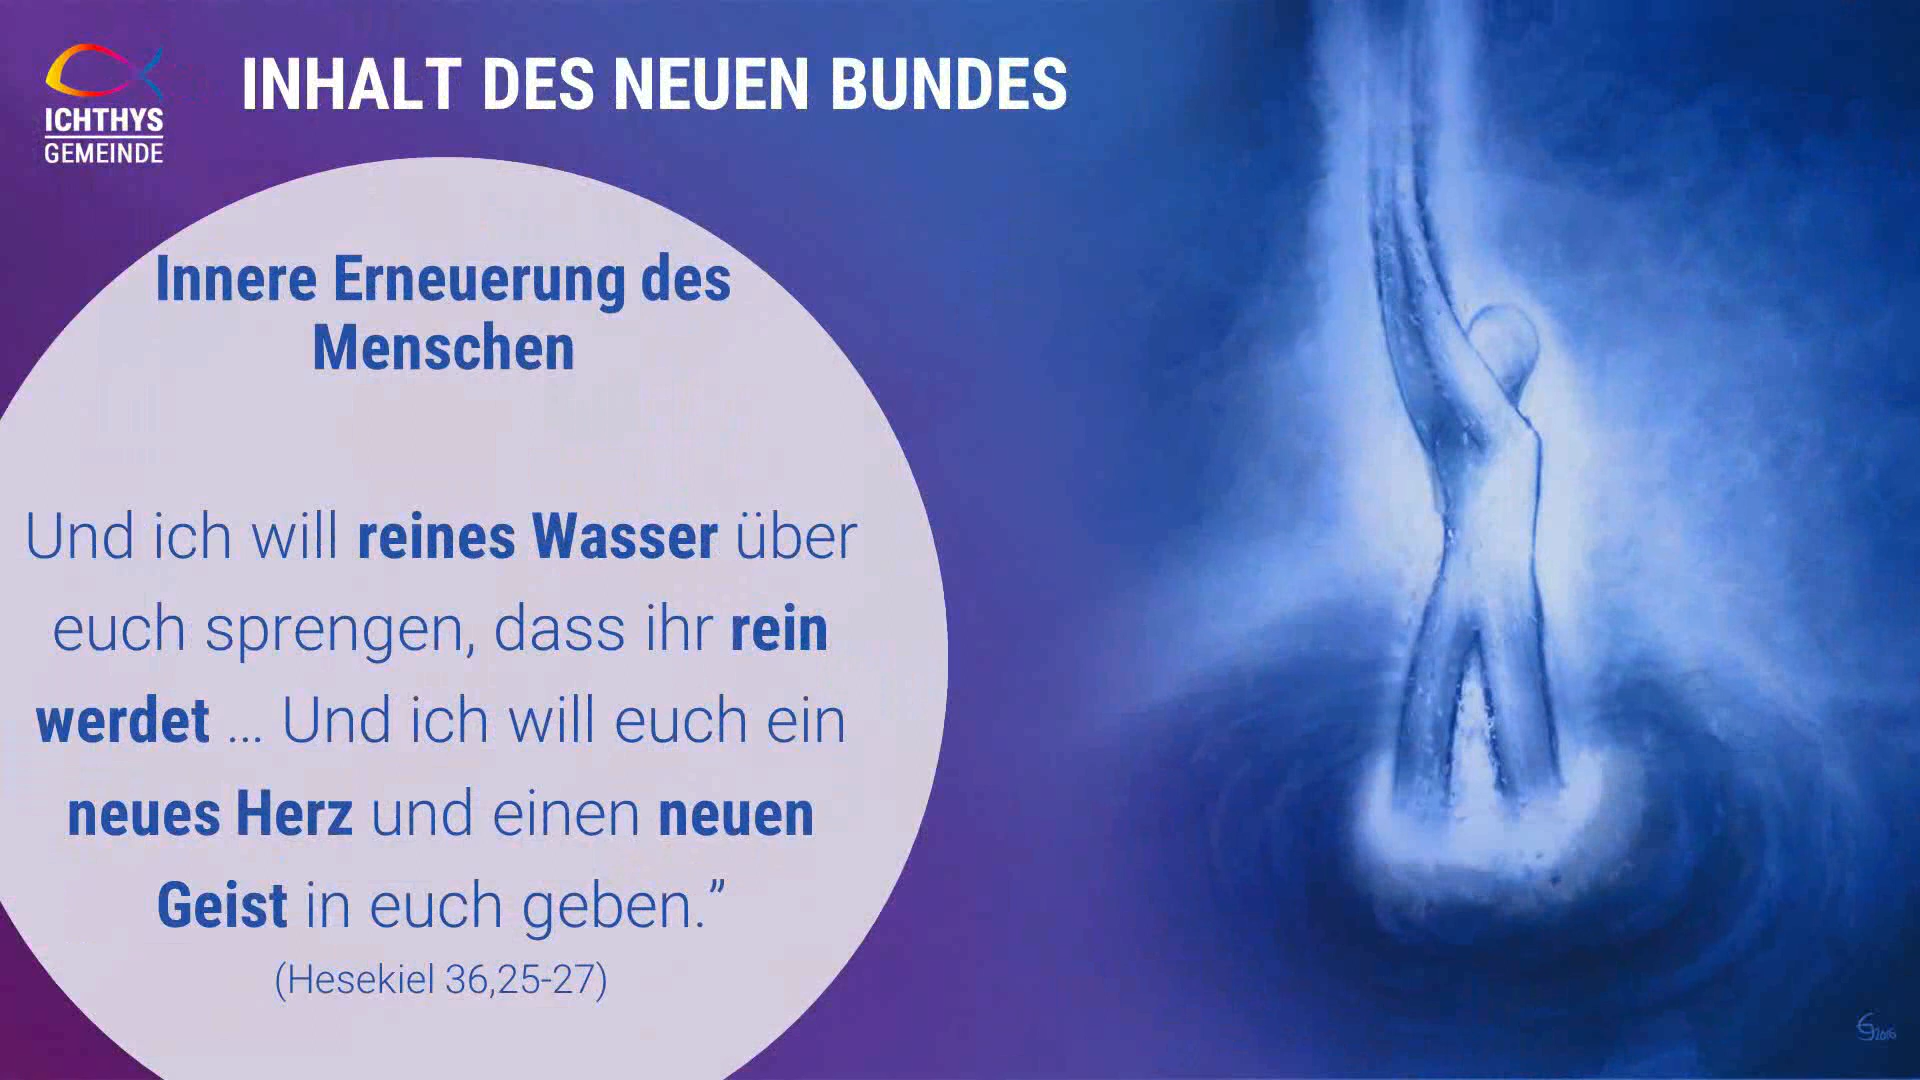 ICHTHYS
GEMEINDE
INHALT DES NEUEN BUNDES
Innere Erneuerung des
Menschen
Und ich will reines Wasser über
euch sprengen, dass ihr rein
werdet ... Und ich will euch ein
neues Herz und einen neuen
Geist in euch geben.”
(Hesekiel 36,25-27)
2016